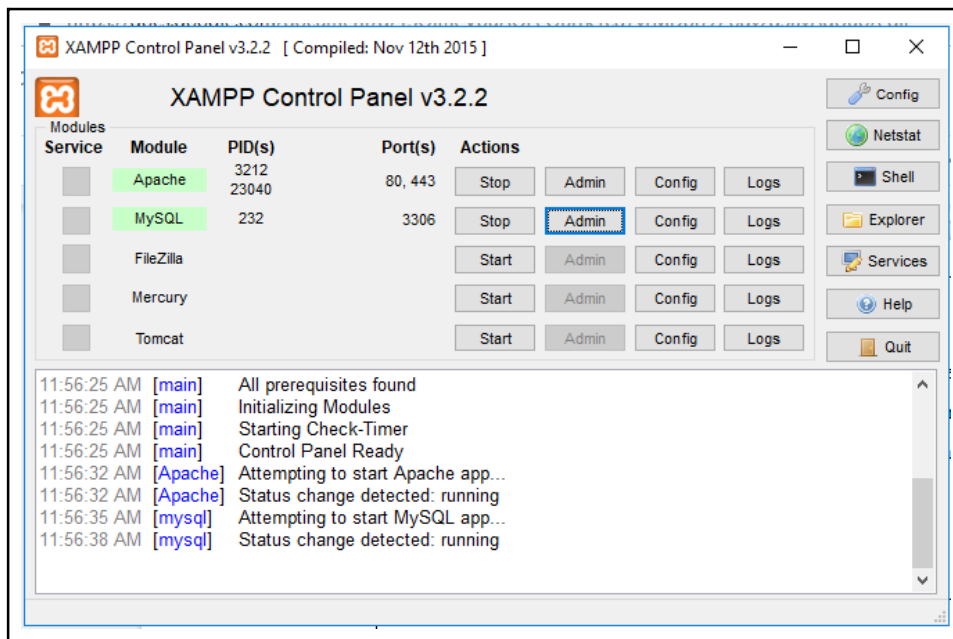 XAMPP Control Panel v3.2.2 [ Compiled: Nov 12th 2015 ]
XAMPP Control Panel v3.2.2
Config
Modules
Service Module PID(s) Port(s) Actions
Netstat
Apache 3212 23040 80, 443 Stop Admin Config Logs
Shell
MySQL 232 3306 Stop Admin Config Logs
Explorer
FileZilla Start Admin Config Logs
Services
Mercury Start Admin Config Logs
Help
Tomcat Start Admin Config Logs
Quit
11:56:25 AM [main] All prerequisites found
11:56:25 AM [main] Initializing Modules
11:56:25 AM [main] Starting Check-Timer
11:56:25 AM [main] Control Panel Ready
11:56:32 AM [Apache] Attempting to start Apache app...
11:56:32 AM [Apache] Status change detected: running
11:56:35 AM [mysql] Attempting to start MySQL app...
11:56:38 AM [mysql] Status change detected: running